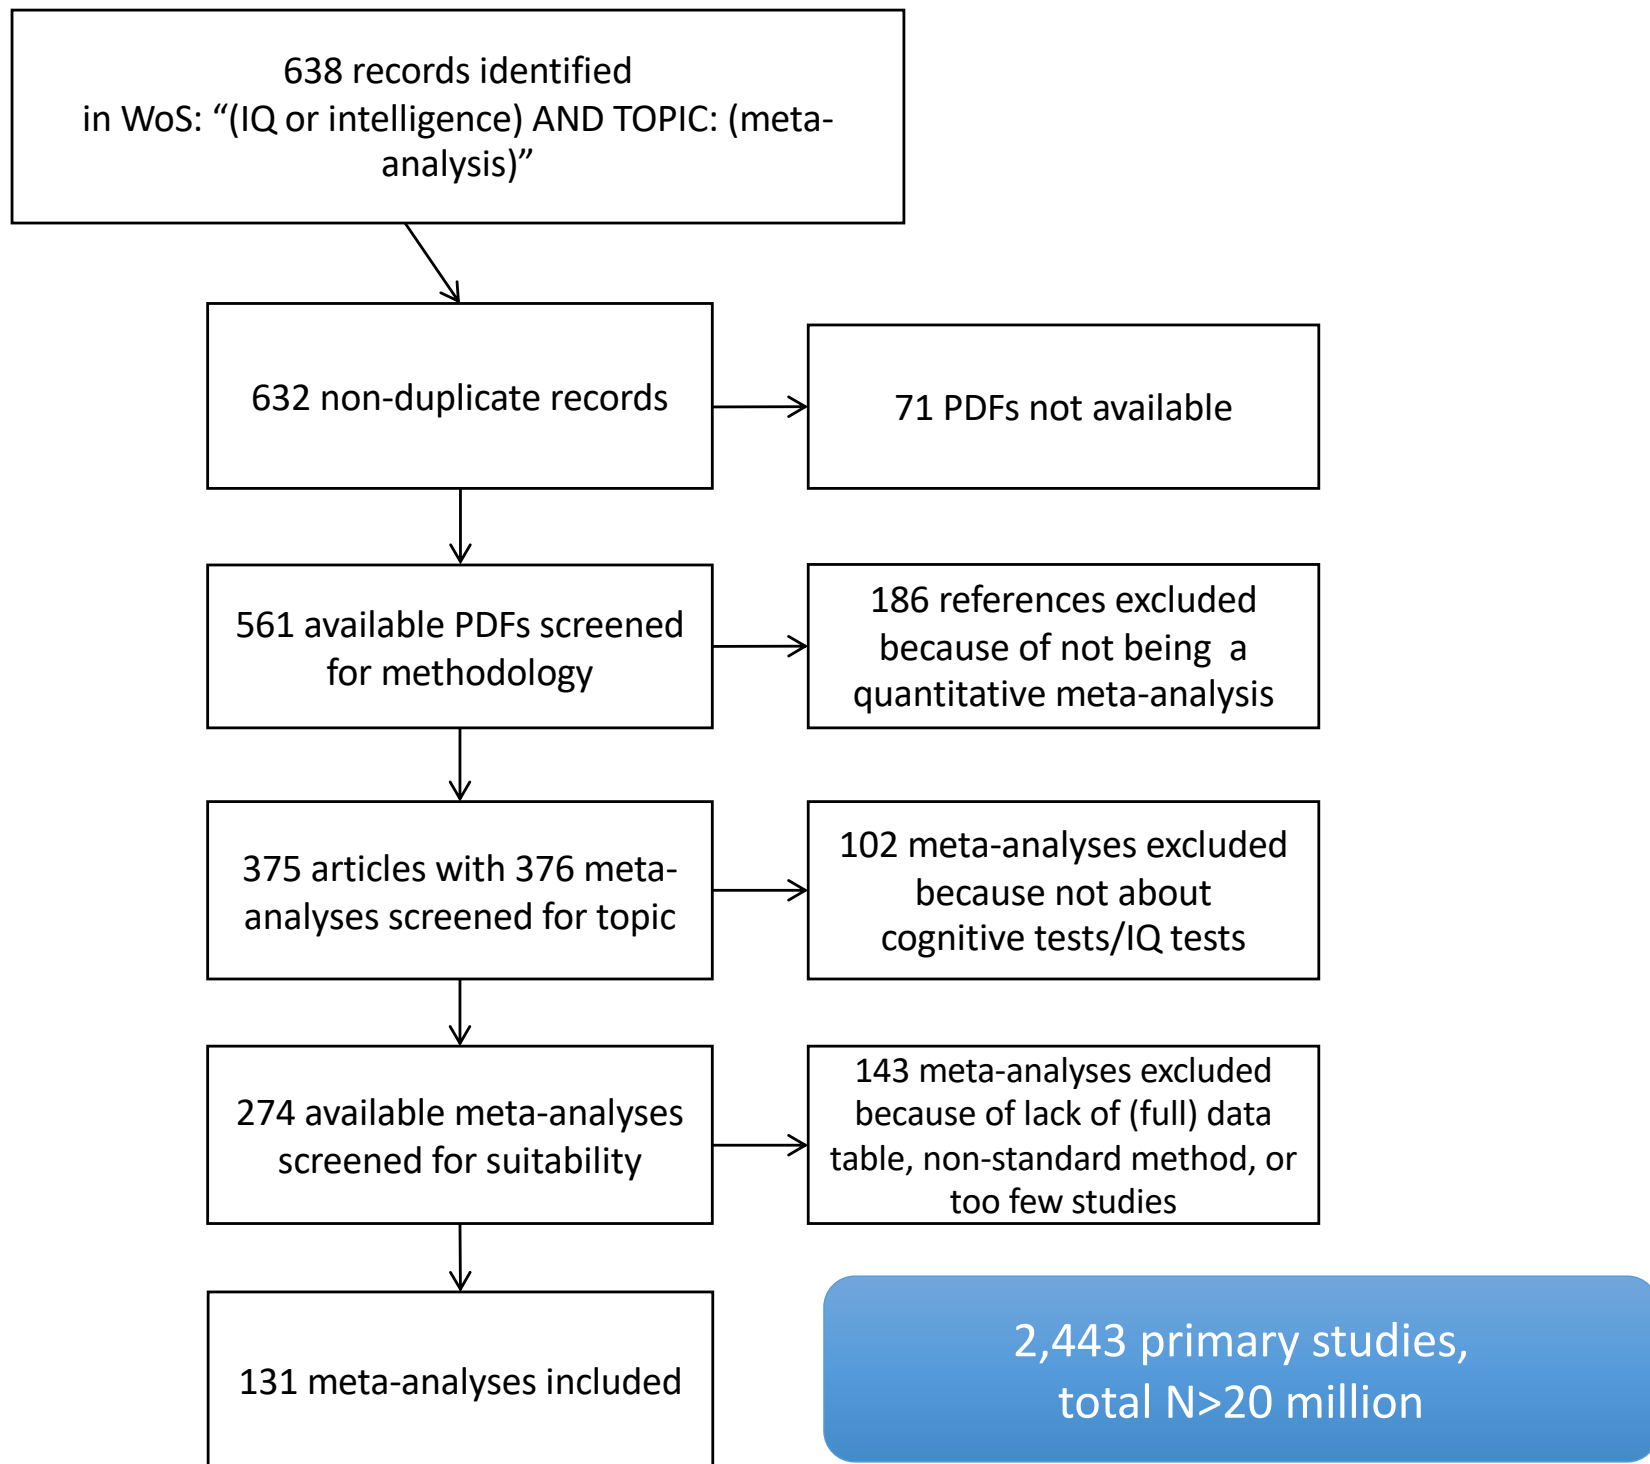 638 records identified
in WoS: “(IQ or intelligence) AND TOPIC: (meta-
analysis)”
632 non-duplicate records
71 PDFs not available
561 available PDFs screened
for methodology
186 references excluded
because of not being  a
quantitative meta-analysis
375 articles with 376 meta-
analyses screened for topic
102 meta-analyses excluded
because not about
cognitive tests/IQ tests
274 available meta-analyses
screened for suitability
143 meta-analyses excluded
because of lack of (full) data
table, non-standard method, or
too few studies
131 meta-analyses included
2,443 primary studies,
total N>20 million